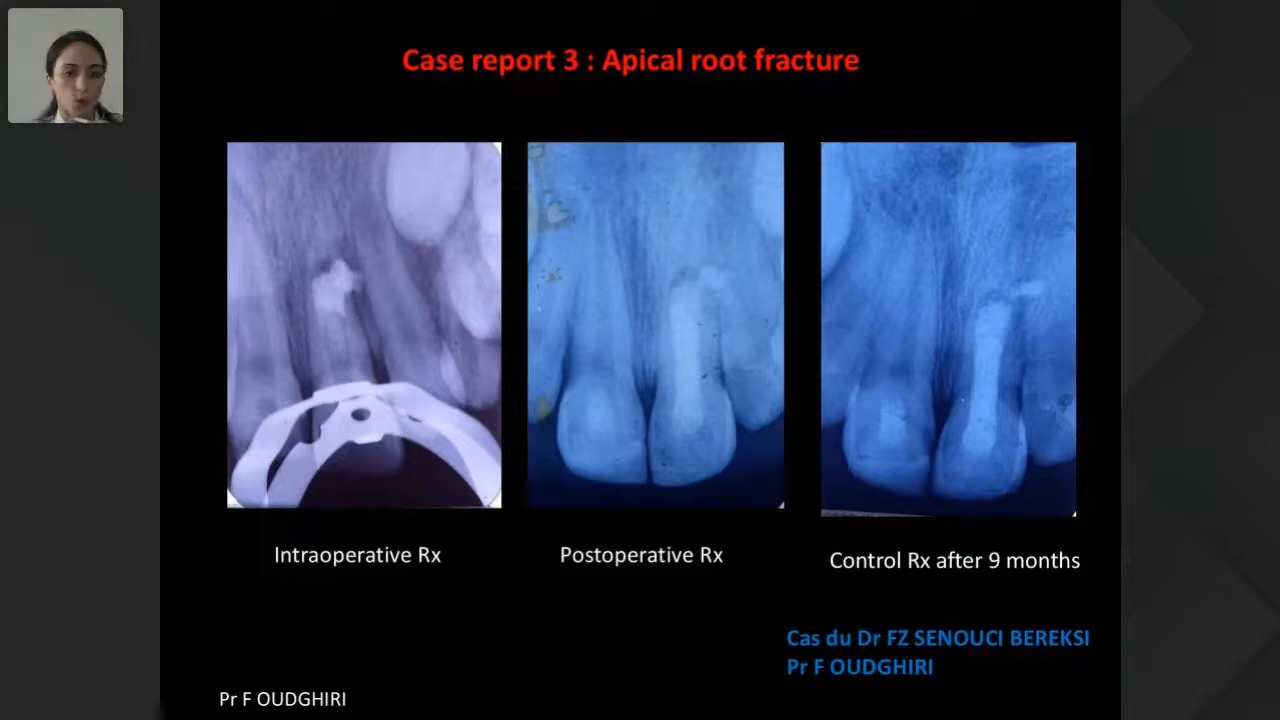 Case report 3 : Apical root fracture
Intraoperative Rx
Postoperative Rx
Control Rx after 9 months
Cas du Dr FZ SENOUCI BEREKSI
Pr F OUDGHIRI
Pr F OUDGHIRI